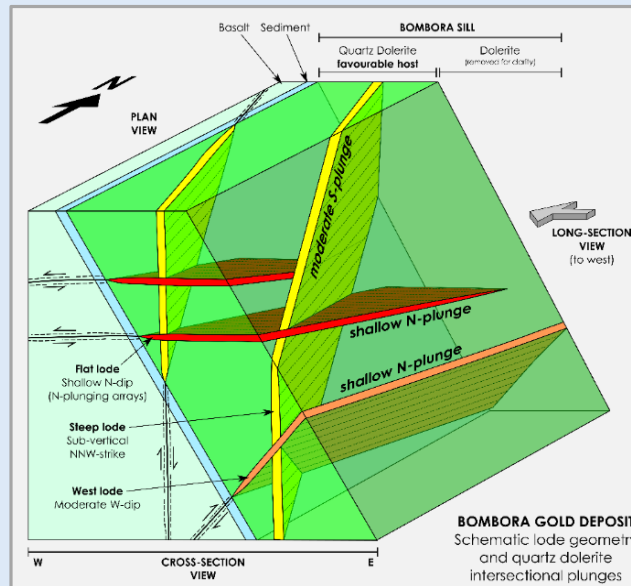 BOMBORA SILL
Basalt
Sediment
Quartz Dolerite
favourable host
Dolerite
(removed for clarity)
N
PLAN
VIEW
moderate S-plunge
LONG-SECTION
VIEW
(to west)
shallow N-plunge
shallow N-plunge
Flat lode
Shallow N-dip
(N-plunging arrays)
Steep lode
Sub-vertical
NNW-strike
West lode
Moderate W-dip
W
CROSS-SECTION
VIEW
E
BOMBORA GOLD DEPOSIT
Schematic lode geometry
and quartz dolerite
intersectional plunges